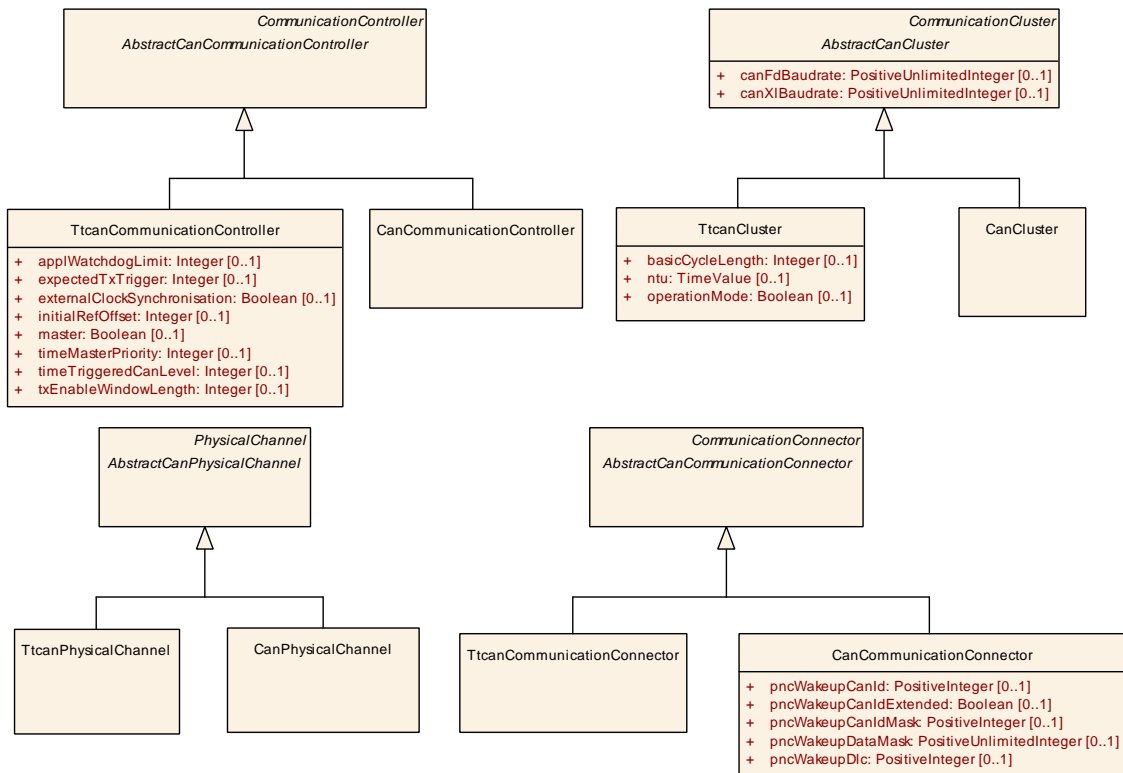 CommunicationController
AbstractCanCommunicationController
CommunicationCluster
AbstractCanCluster
+ canFdBaudrate: PositiveUnlimitedInteger [0..1]
+ canXlBaudrate: PositiveUnlimitedInteger [0..1]
TtcanCommunicationController
+ applWatchdogLimit: Integer [0..1]
+ expectedTxTrigger: Integer [0..1]
+ externalClockSynchronisation: Boolean [0..1]
+ initialRefOffset: Integer [0..1]
+ master: Boolean [0..1]
+ timeMasterPriority: Integer [0..1]
+ timeTriggeredCanLevel: Integer [0..1]
+ txEnableWindowLength: Integer [0..1]
CanCommunicationController
TtcanCluster
+ basicCycleLength: Integer [0..1]
+ ntu: TimeValue [0..1]
+ operationMode: Boolean [0..1]
CanCluster
PhysicalChannel
AbstractCanPhysicalChannel
CommunicationConnector
AbstractCanCommunicationConnector
TtcanPhysicalChannel
CanPhysicalChannel
TtcanCommunicationConnector
CanCommunicationConnector
+ pncWakeupCanId: PositiveInteger [0..1]
+ pncWakeupCanIdExtended: Boolean [0..1]
+ pncWakeupCanIdMask: PositiveInteger [0..1]
+ pncWakeupDataMask: PositiveUnlimitedInteger [0..1]
+ pncWakeupDlc: PositiveInteger [0..1]